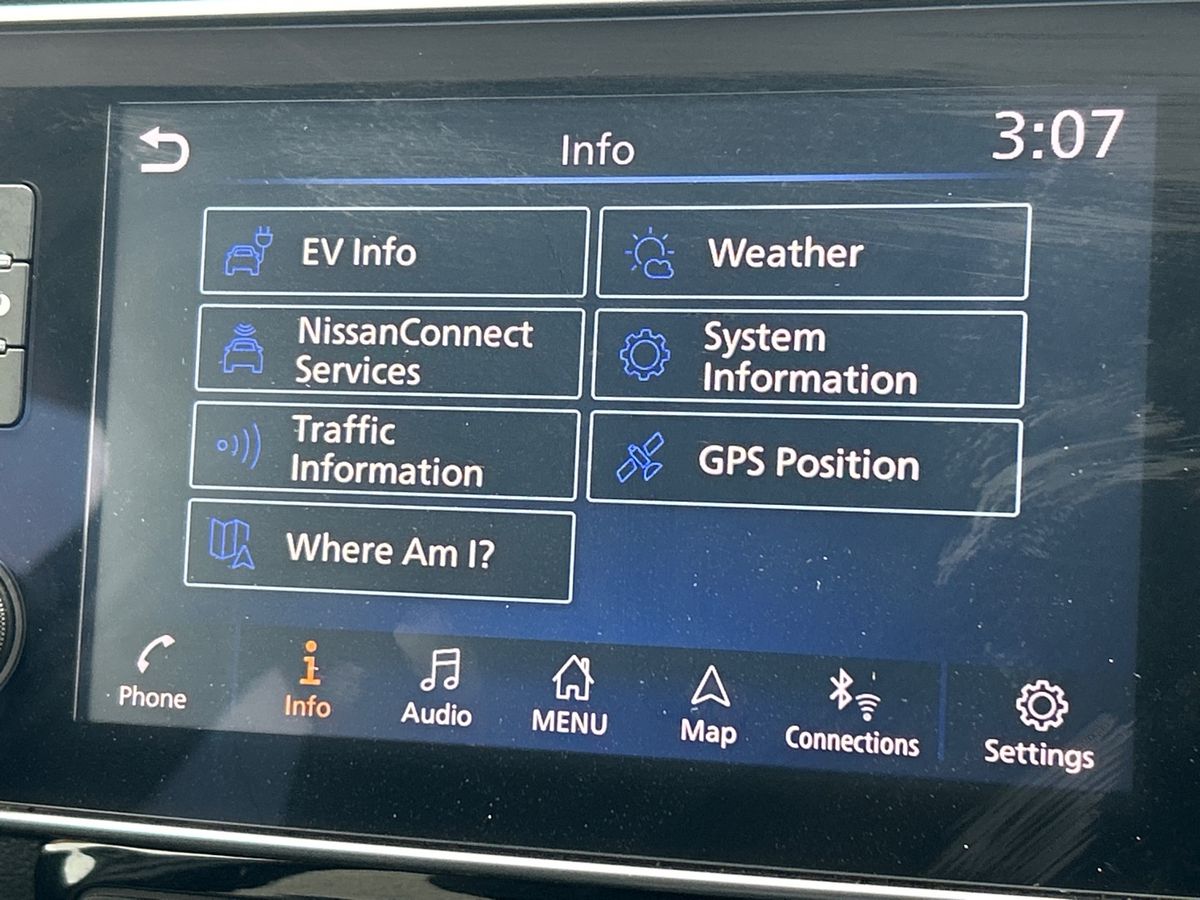 Info
3:07
EV Info
Weather
NissanConnect
Services
System
Information
Traffic
Information
GPS Position
Where Am I?
Phone
Info
Audio
MENU
Map
Connections
Settings